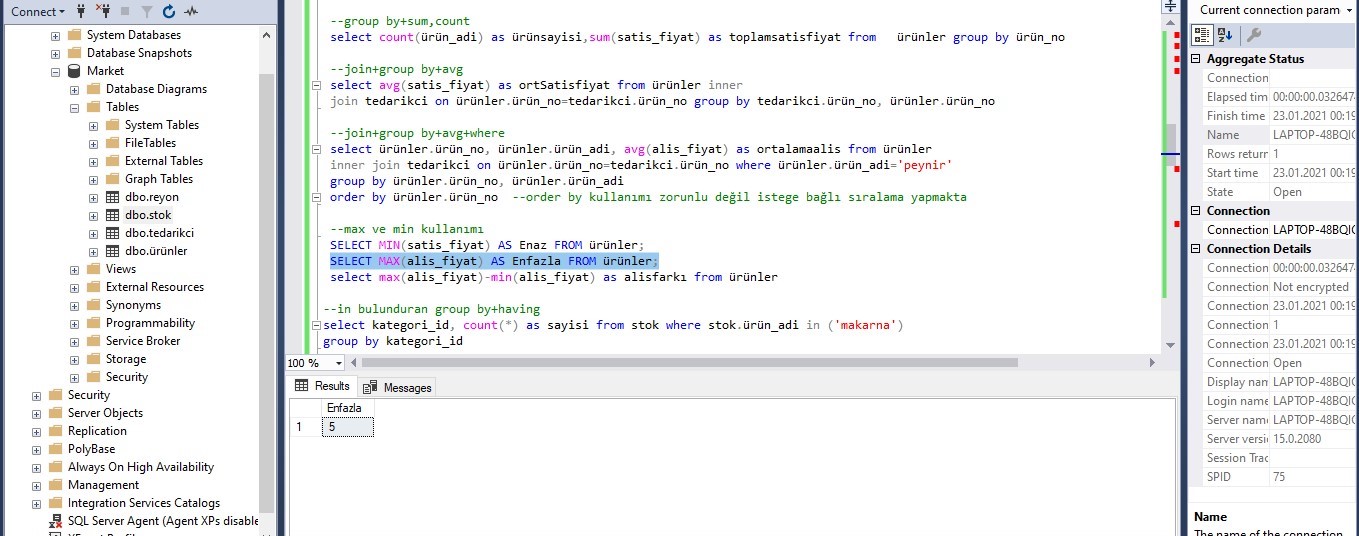 Connect
System Databases
Database Snapshots
Market
Database Diagrams
Tables
System Tables
FileTables
External Tables
Graph Tables
dbo.reyon
dbo.stok
dbo.tedarikci
dbo.ürünler
Views
External Resources
Synonyms
Programmability
Service Broker
Storage
Security
Security
Server Objects
Replication
PolyBase
Always On High Availability
Management
Integration Services Catalogs
SQL Server Agent (Agent XPs disable
--group by+sum,count
select count(ürün_adi) as ürünsayisi,sum(satis_fiyat) as toplamsatisfiyat from   ürünler group by ürün_no
--join+group by+avg
select avg(satis_fiyat) as ortSatisfiyat from ürünler inner
join tedarikci on ürünler.ürün_no=tedarikci.ürün_no group by tedarikci.ürün_no, ürünler.ürün_no
--join+group by+avg+where
select ürünler.ürün_no, ürünler.ürün_adi, avg(alis_fiyat) as ortalamaalis from ürünler
inner join tedarikci on ürünler.ürün_no=tedarikci.ürün_no where ürünler.ürün_adi='peynir'
group by ürünler.ürün_no, ürünler.ürün_adi
order by ürünler.ürün_no  --order by kullanımı zorunlu değil istege bağlı sıralama yapmakta
--max ve min kullanımı
SELECT MIN(satis_fiyat) AS Enaz FROM ürünler;
SELECT MAX(alis_fiyat) AS Enfazla FROM ürünler;
select max(alis_fiyat)-min(alis_fiyat) as alisfarkı from ürünler
--in bulunduran group by+having
select kategori_id, count(*) as sayisi from stok where stok.ürün_adi in ('makarna')
group by kategori_id
100 %
Results Messages
Enfazla
1 5
Current connection param
Aggregate Status
Connection
Elapsed tim 00:00:00.032647
Finish time 23.01.2021 00:19
Name LAPTOP-48BQIC
Rows returr 1
Start time 23.01.2021 00:19
State Open
Connection
Connection LAPTOP-48BQIC
Connection Details
Connection 00:00:00.032647
Connection Not encrypted
Connection 23.01.2021 00:19
Connection 1
Connection 23.01.2021 00:19
Connection Open
Display nan LAPTOP-48BQIC
Login name LAPTOP-48BQIC
Server name LAPTOP-48BQIC
Server versi 15.0.2080
Session Trac
SPID 75
Name
The name of the connection